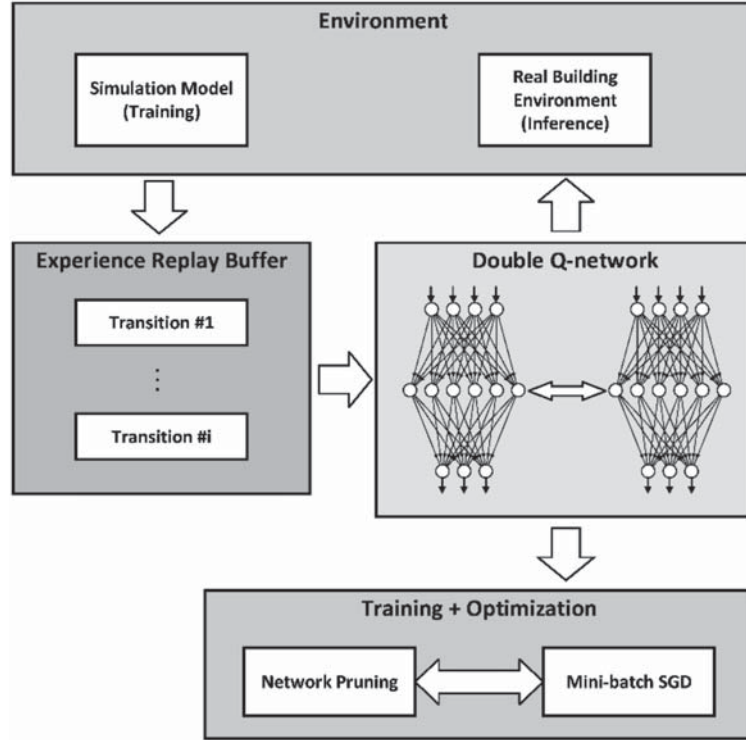 Environment
Simulation Model
(Training)
Real Building
Environment
(Inference)
Experience Replay Buffer
Transition #1
⋮
Transition #i
Double Q-network
Training + Optimization
Network Pruning
Mini-batch SGD